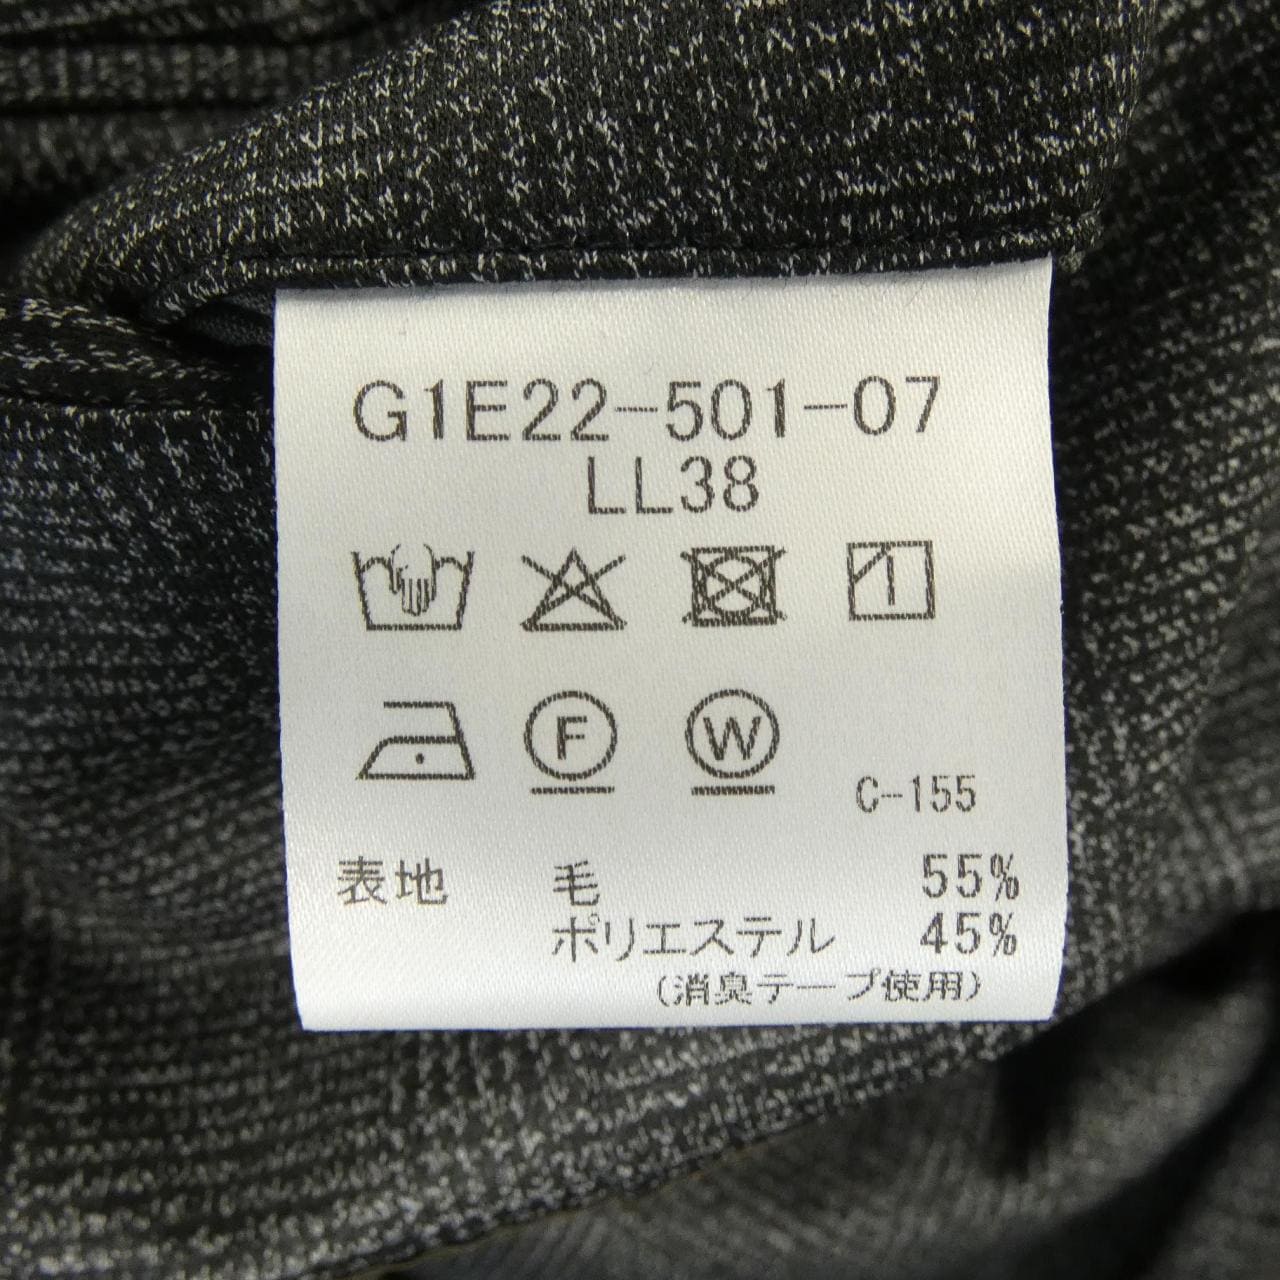 G1E22-501-07
LL38
1
F W
C-155
表地 毛 55%
ポリエステル 45%
(消臭テープ使用)